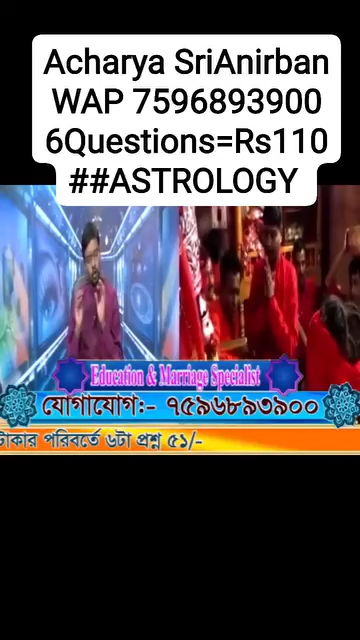 Acharya SriAnirban
WAP 7596893900
6Questions=Rs110
##ASTROLOGY
Education & Marriage Specialist
যোগাযোগ:- ৭৫৯৬৮৯৩৯০০
টাকার পরিবর্তে ৬টা প্রশ্ন ৫১/-